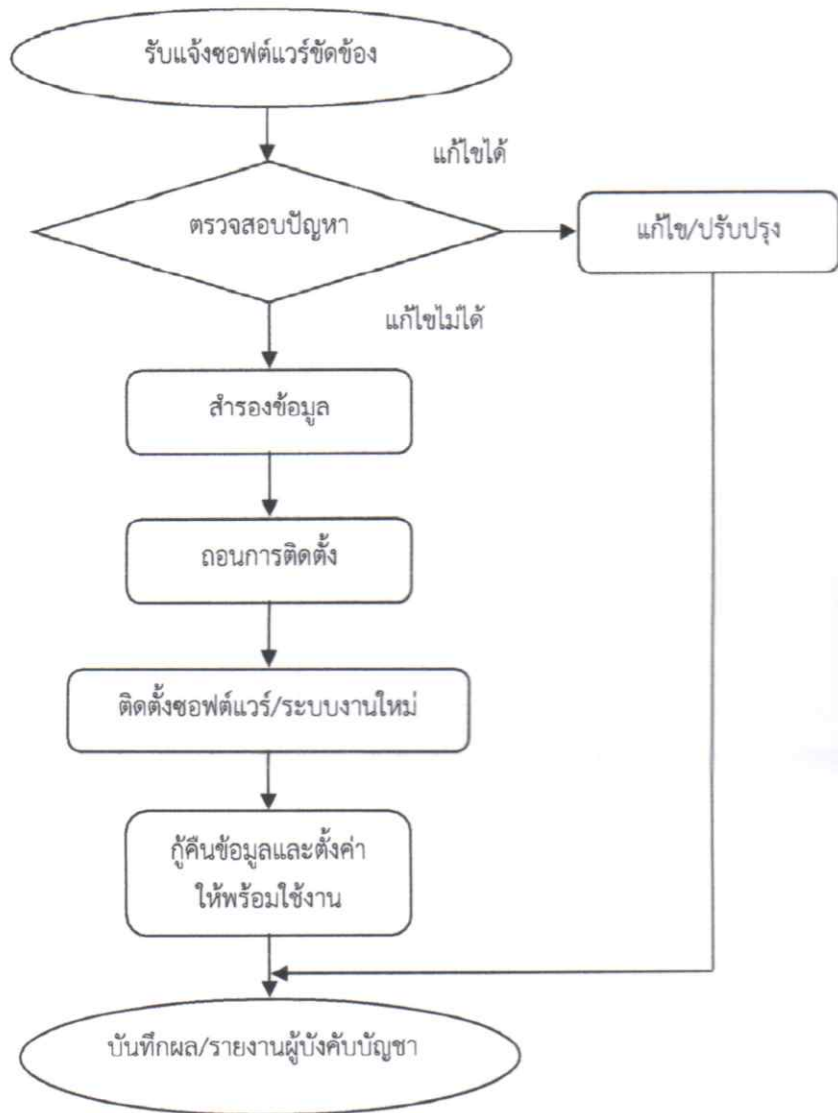 รับแจ้งซอฟต์แวร์ขัดข้อง
แก้ไขได้
ตรวจสอบปัญหา
แก้ไข/ปรับปรุง
แก้ไขไม่ได้
สำรองข้อมูล
ถอนการติดตั้ง
ติดตั้งซอฟต์แวร์/ระบบงานใหม่
กู้คืนข้อมูลและตั้งค่า
ให้พร้อมใช้งาน
บันทึกผล/รายงานผู้บังคับบัญชา